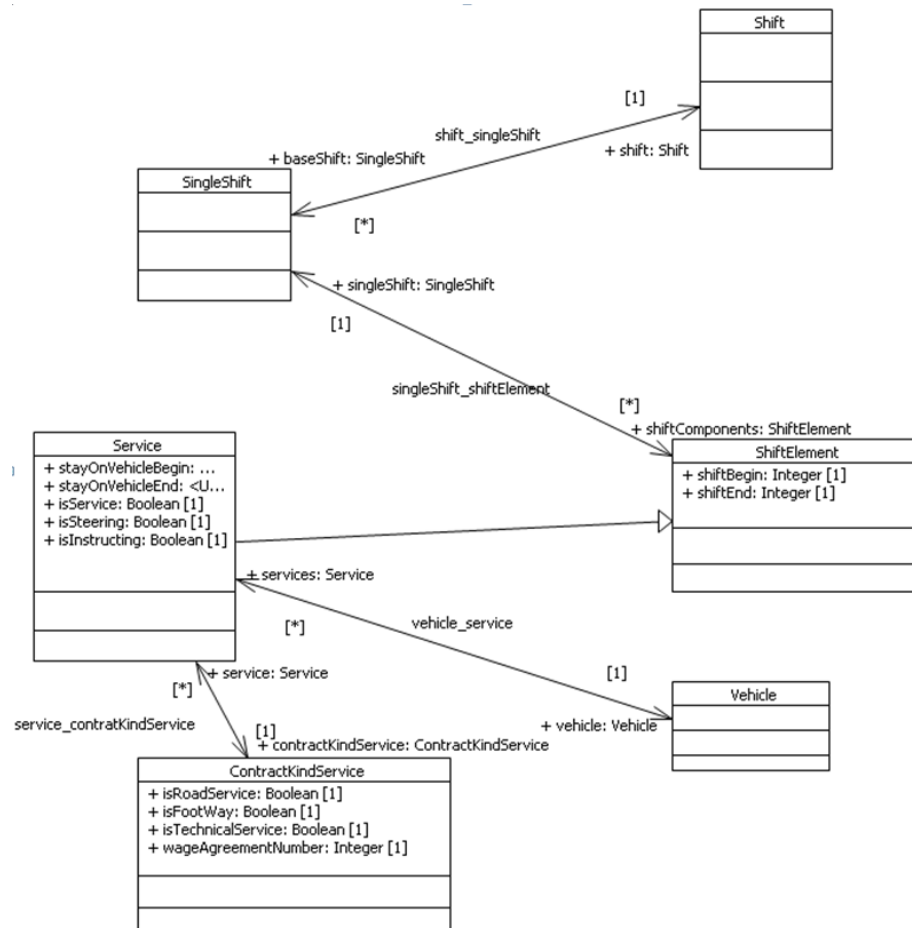 Shift
[1]
shift_singleShift
+ baseShift: SingleShift
+ shift: Shift
SingleShift
[*]
+ singleShift: SingleShift
[1]
singleShift_shiftElement
[*]
+ shiftComponents: ShiftElement
Service
+ stayOnVehicleBegin: ...
+ stayOnVehicleEnd: <U...
+ isService: Boolean [1]
+ isSteering: Boolean [1]
+ isInstructing: Boolean [1]
ShiftElement
+ shiftBegin: Integer [1]
+ shiftEnd: Integer [1]
+ services: Service
[*]
vehicle_service
[1]
+ vehicle: Vehicle
Vehicle
+ service: Service
[*]
service_contratKindService
[1]
+ contractKindService: ContractKindService
ContractKindService
+ isRoadService: Boolean [1]
+ isFootWay: Boolean [1]
+ isTechnicalService: Boolean [1]
+ wageAgreementNumber: Integer [1]